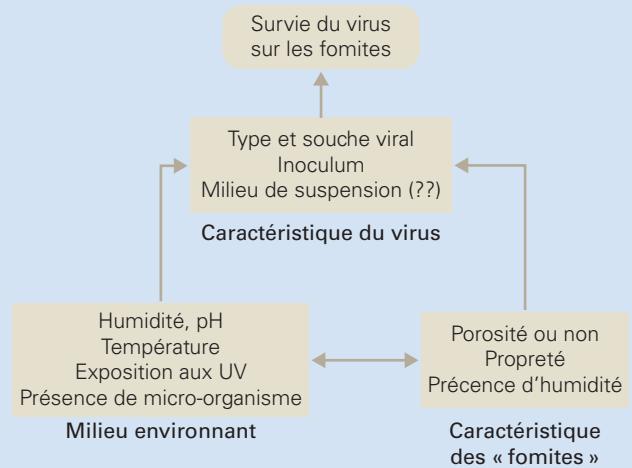 Survie du virus
sur les fomites
Type et souche viral
Inoculum
Milieu de suspension (??)
Caractéristique du virus
Humidité, pH
Température
Exposition aux UV
Présence de micro-organisme
Milieu environnant
Porosité ou non
Propreté
Précence d’humidité
Caractéristique
des « fomites »